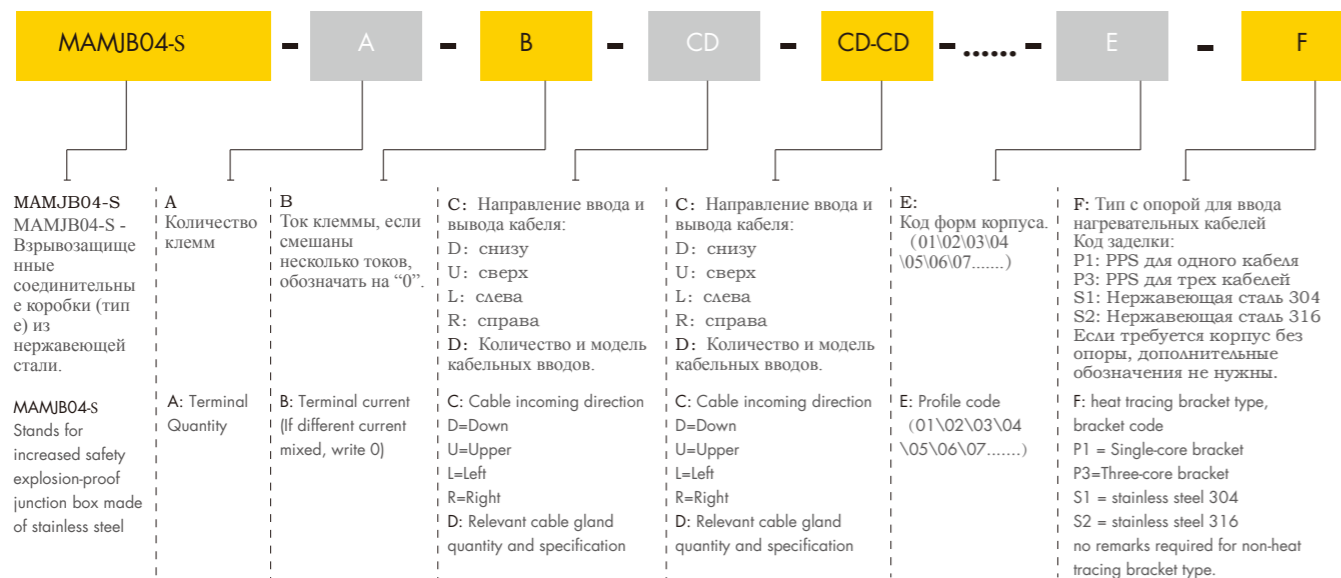 MAMJB04-S - A - B - CD - CD-CD - ...... - E - F
MAMJB04-S
MAMJB04-S -
Взрывозащище
нные
соединительны
е коробки (тип
е) из
нержавеющей
стали.
MAMJB04-S
Stands for
increased safety
explosion-proof
junction box made
of stainless steel
A
Количество
клемм
A: Terminal
Quantity
B
Ток клеммы, если
смешаны
несколько токов,
обозначать на “0”.
B: Terminal current
(If different current
mixed, write 0)
C: Направление ввода и
вывода кабеля:
D: снизу
U: сверх
L: слева
R: справа
D: Количество и модель
кабельных вводов.
C: Cable incoming direction
D=Down
U=Upper
L=Left
R=Right
D: Relevant cable gland
quantity and specification
C: Направление ввода и
вывода кабеля:
D: снизу
U: сверх
L: слева
R: справа
D: Количество и модель
кабельных вводов.
C: Cable incoming direction
D=Down
U=Upper
L=Left
R=Right
D: Relevant cable gland
quantity and specification
E:
Код форм корпуса.
(01\02\03\04
\05\06\07.......)
E: Profile code
(01\02\03\04
\05\06\07.......)
F: Тип с опорой для ввода
нагревательных кабелей
Код заделки:
P1: PPS для одного кабеля
P3: PPS для трех кабелей
S1: Нержавеющая сталь 304
S2: Нержавеющая сталь 316
Если требуется корпус без
опоры, дополнительные
обозначения не нужны.
F: heat tracing bracket type,
bracket code
P1 = Single-core bracket
P3=Three-core bracket
S1 = stainless steel 304
S2 = stainless steel 316
no remarks required for non-heat
tracing bracket type.